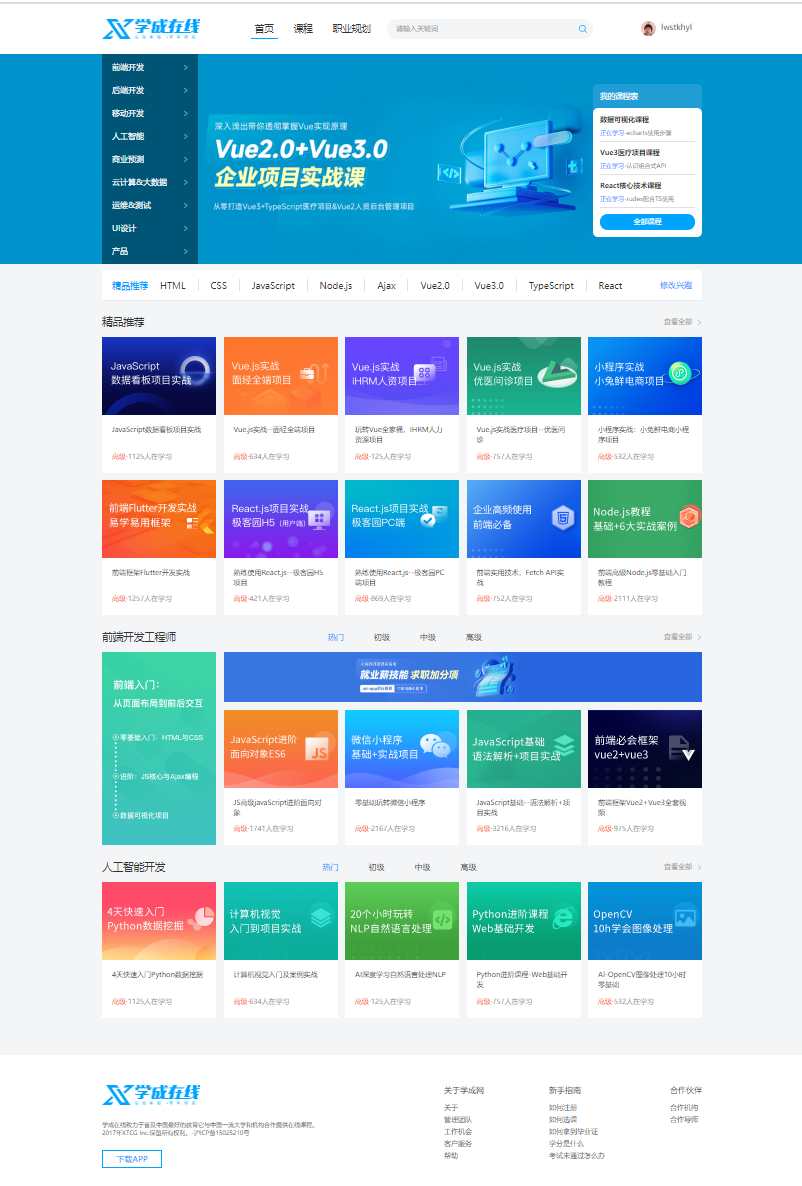 学成在线
首页 课程 职业规划
请输入关键词
lwstkhyl
前端开发 >
后端开发 >
移动开发 >
人工智能 >
商业预测 >
云计算&大数据 >
运维&测试 >
UI设计 >
产品 >
深入浅出带你透彻掌握Vue实现原理
Vue2.0+Vue3.0
企业项目实战课
从零打造Vue3+TypeScript医疗项目&Vue2人资后台管理项目
我的课程表
数据可视化课程
正在学习-echarts使用步骤
Vue3医疗项目课程
正在学习-认识组合式API
React核心技术课程
正在学习-rudex配合TS使用
全部课程
精品推荐 HTML CSS JavaScript Node.js Ajax Vue2.0 Vue3.0 TypeScript React 修改兴趣
精品推荐 查看全部 >
JavaScript
数据看板项目实战
JavaScript数据看板项目实战
高级·1125人在学习
Vue.js实战
面经全端项目
Vue.js实战--面经全端项目
高级·634人在学习
Vue.js实战
iHRM人资项目
玩转Vue全家桶，iHRM人力
资源项目
高级·125人在学习
Vue.js实战
优医问诊项目
Vue.js实战医疗项目--优医问
诊
高级·757人在学习
小程序实战
小兔鲜电商项目
小程序实战：小兔鲜电商小程
序项目
高级·532人在学习
前端Flutter开发实战
易学易用框架
前端框架Flutter开发实战
高级·1257人在学习
React.js项目实战
极客园H5（用户端）
熟练使用React.js--极客园H5
项目
高级·421人在学习
React.js项目实战
极客园PC端
熟练使用React.js--极客园PC
端项目
高级·869人在学习
企业高频使用
前端必备
前端实用技术，Fetch API实
战
高级·752人在学习
Node.js教程
基础+6大实战案例
前端高级Node.js零基础入门
教程
高级·2111人在学习
前端开发工程师 热门 初级 中级 高级 查看全部 >
前端入门：
从页面布局到前后交互
零基础入门：HTML与CSS
进阶：JS核心与Ajax编程
数据可视化项目
就业薪技能 求职加分项
JavaScript进阶
面向对象ES6
JS
JS高级javaScript进阶面向对
象
高级·1741人在学习
微信小程序
基础+实战项目
零基础玩转微信小程序
高级·2167人在学习
JavaScript基础
语法解析+项目实战
JavaScript基础--语法解析+项
目实战
高级·3216人在学习
前端必会框架
vue2+vue3
前端框架Vue2+Vue3全套视
频
高级·975人在学习
人工智能开发 热门 初级 中级 高级 查看全部 >
4天快速入门
Python数据挖掘
4天快速入门Python数据挖掘
高级·1125人在学习
计算机视觉
入门到项目实战
计算机视觉入门及案例实战
高级·634人在学习
20个小时玩转
NLP自然语言处理
AI深度学习自然语言处理NLP
高级·125人在学习
Python进阶课程
Web基础开发
Python进阶课程-Web基础开
发
高级·757人在学习
OpenCV
10h学会图像处理
AI-OpenCV图像处理10小时
零基础
高级·532人在学习
学成在线
学成在线致力于普及中国最好的教育它与中国一流大学和机构合作提供在线课程。
2017年XTCG Inc.保留所有权利。-沪ICP备15025210号
下载APP
关于学成网
关于
管理团队
工作机会
客户服务
帮助
新手指南
如何注册
如何选课
如何拿到毕业证
学分是什么
考试未通过怎么办
合作伙伴
合作机构
合作导师